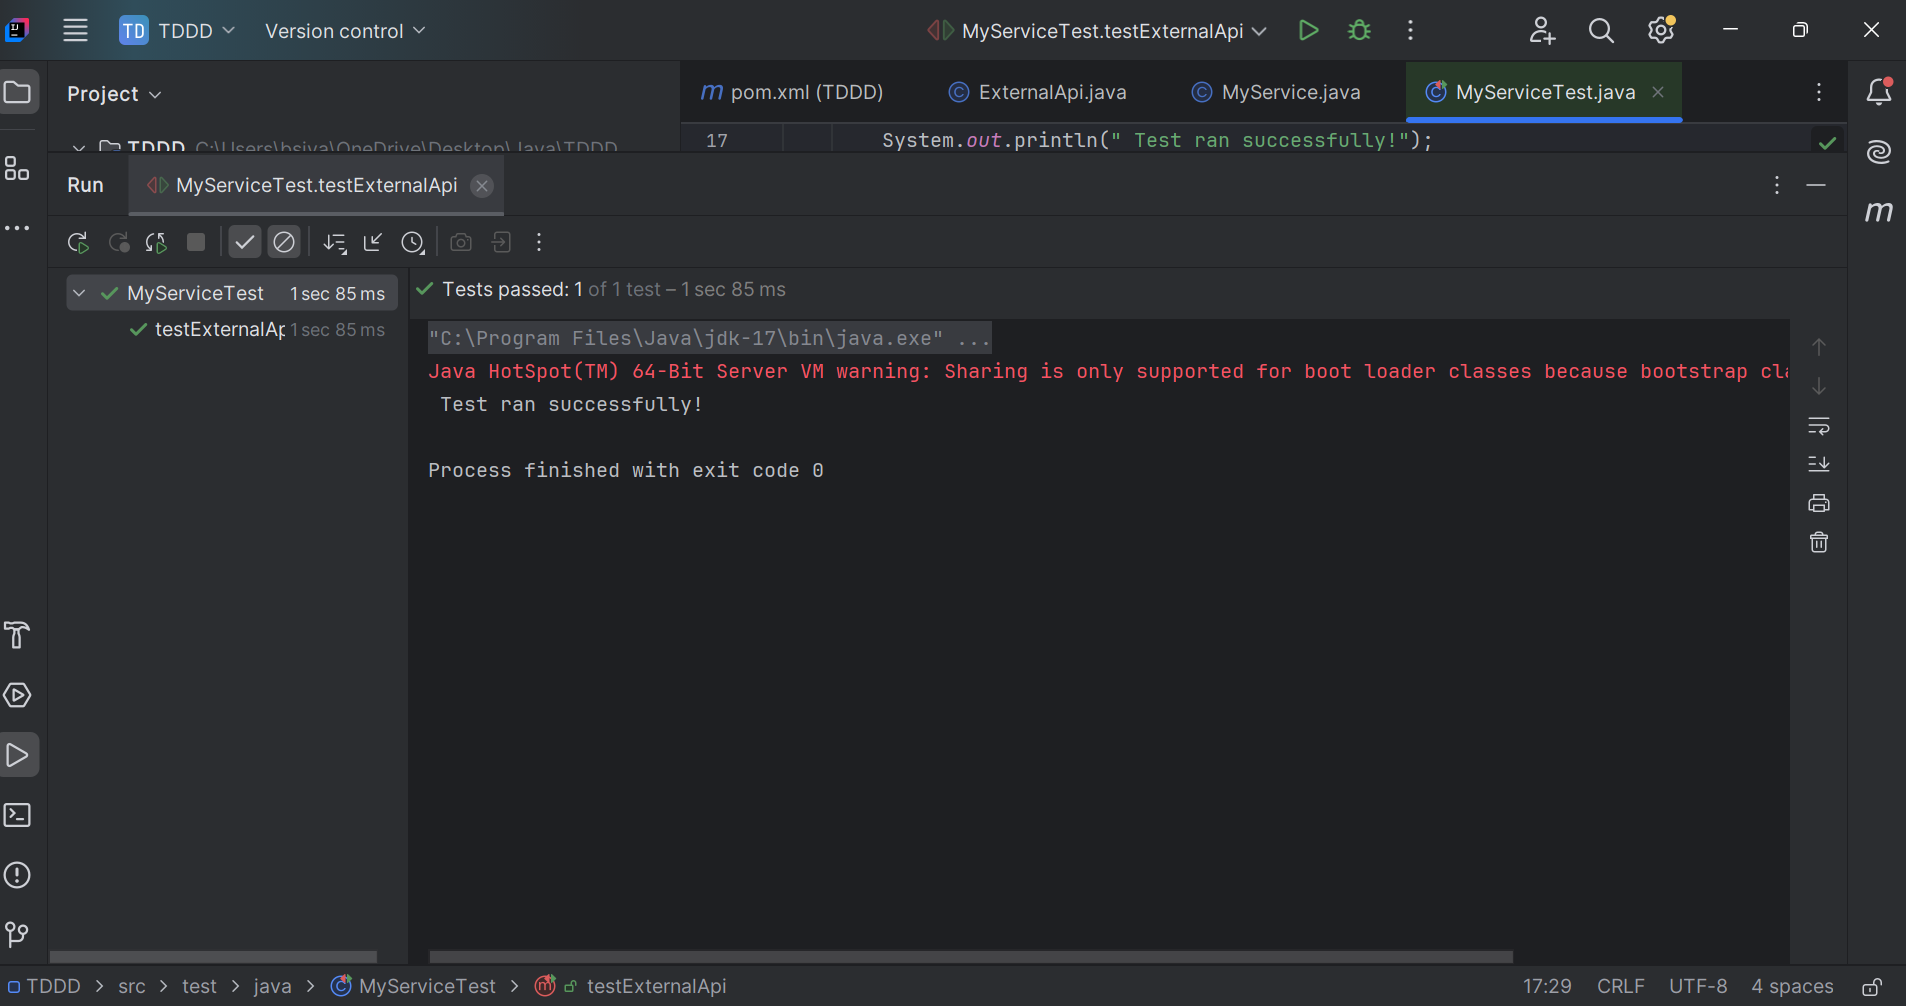 TD TDDD Version control MyServiceTest.testExternalApi
Project
pom.xml (TDDD) ExternalApi.java MyService.java MyServiceTest.java
TDDD C:\Users\bsiva\OneDrive\Desktop\Java\TDDD
17 System.out.println(" Test ran successfully!");
Run MyServiceTest.testExternalApi
MyServiceTest 1 sec 85 ms
testExternalAp 1 sec 85 ms
Tests passed: 1 of 1 test – 1 sec 85 ms
"C:\Program Files\Java\jdk-17\bin\java.exe" ...
Java HotSpot(TM) 64-Bit Server VM warning: Sharing is only supported for boot loader classes because bootstrap cla
Test ran successfully!
Process finished with exit code 0
TDDD > src > test > java > MyServiceTest > testExternalApi 17:29 CRLF UTF-8 4 spaces